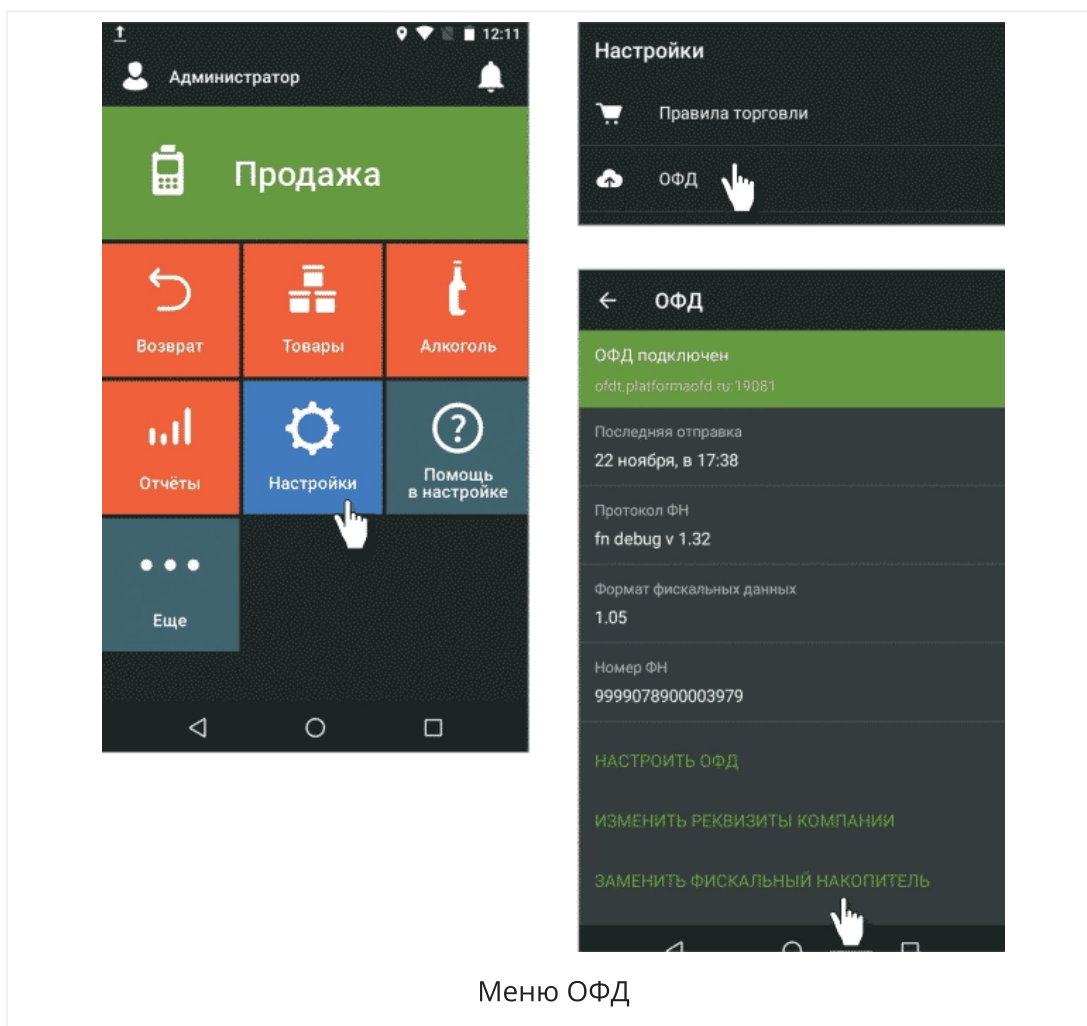 12:11
Администратор
Продажа
Возврат
Товары
Алкоголь
Отчёты
Настройки
Помощь
в настройке
Еще
Настройки
Правила торговли
ОФД
ОФД
ОФД подключен
ofdt.platformaofd.ru:19081
Последняя отправка
22 ноября, в 17:38
Протокол ФН
fn debug v 1.32
Формат фискальных данных
1.05
Номер ФН
9999078900003979
НАСТРОИТЬ ОФД
ИЗМЕНИТЬ РЕКВИЗИТЫ КОМПАНИИ
ЗАМЕНИТЬ ФИСКАЛЬНЫЙ НАКОПИТЕЛЬ
Меню ОФД